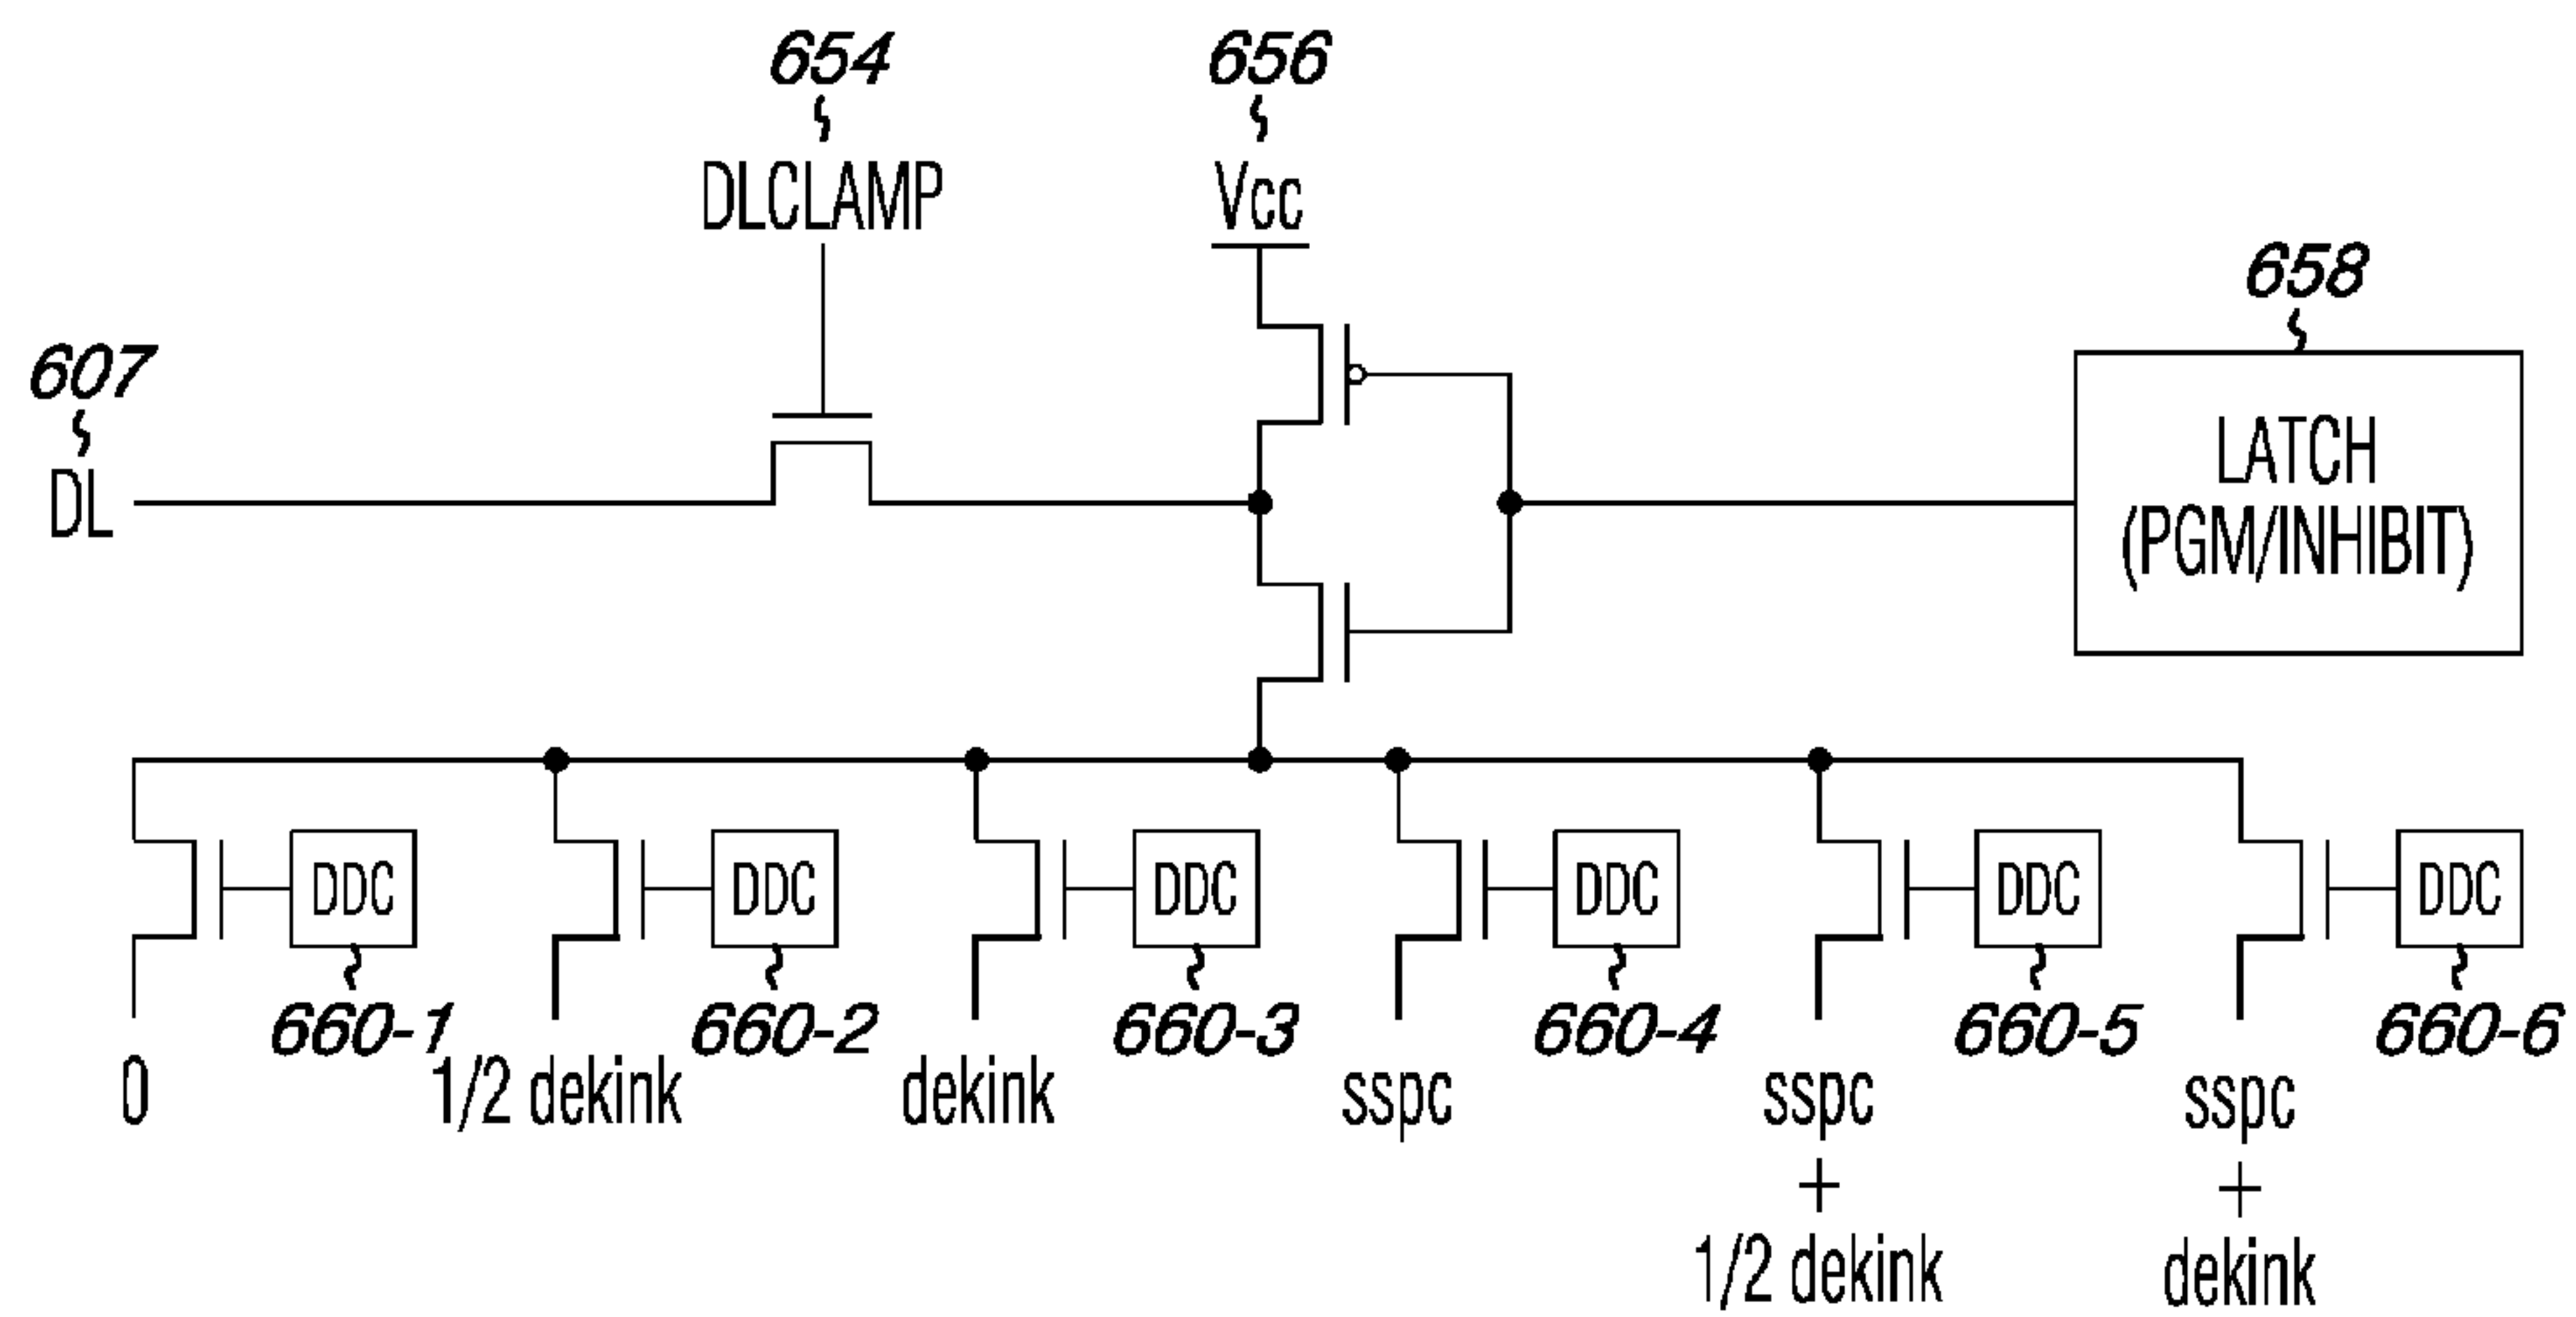 654
656
DLCLAMP
Vcc
658
607
DL
LATCH
(PGM/INHIBIT)
DDC DDC DDC DDC DDC DDC
660-1 660-2 660-3 660-4 660-5 660-6
0 1/2 dekink dekink sspc sspc sspc
+ +
1/2 dekink dekink